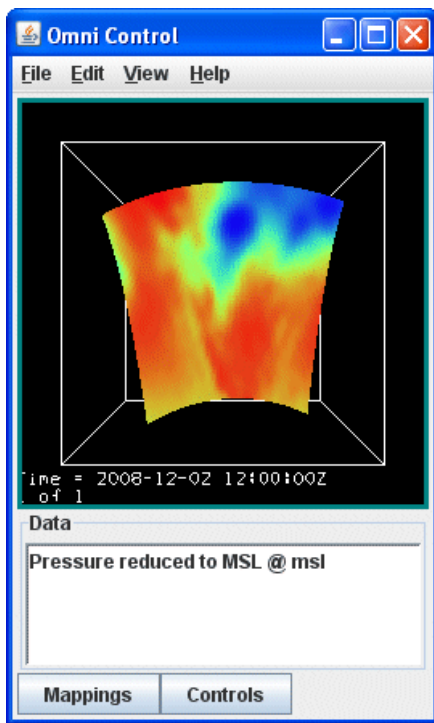 Omni Control
File Edit View Help
Time = 2008-12-02 12:00:00Z
of 1
Data
Pressure reduced to MSL @ msl
Mappings Controls